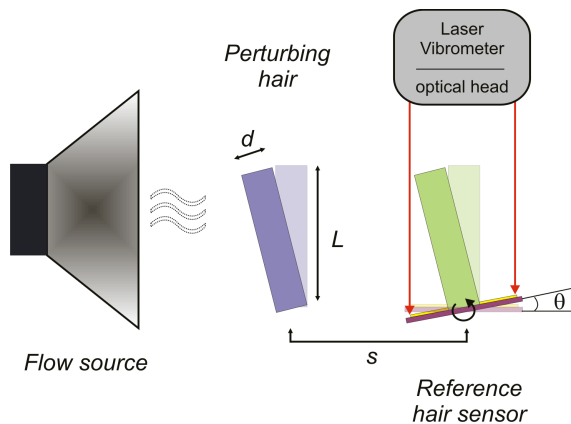 Laser
Vibrometer
optical head
Perturbing
hair
d
L
θ
s
Flow source
Reference
hair sensor